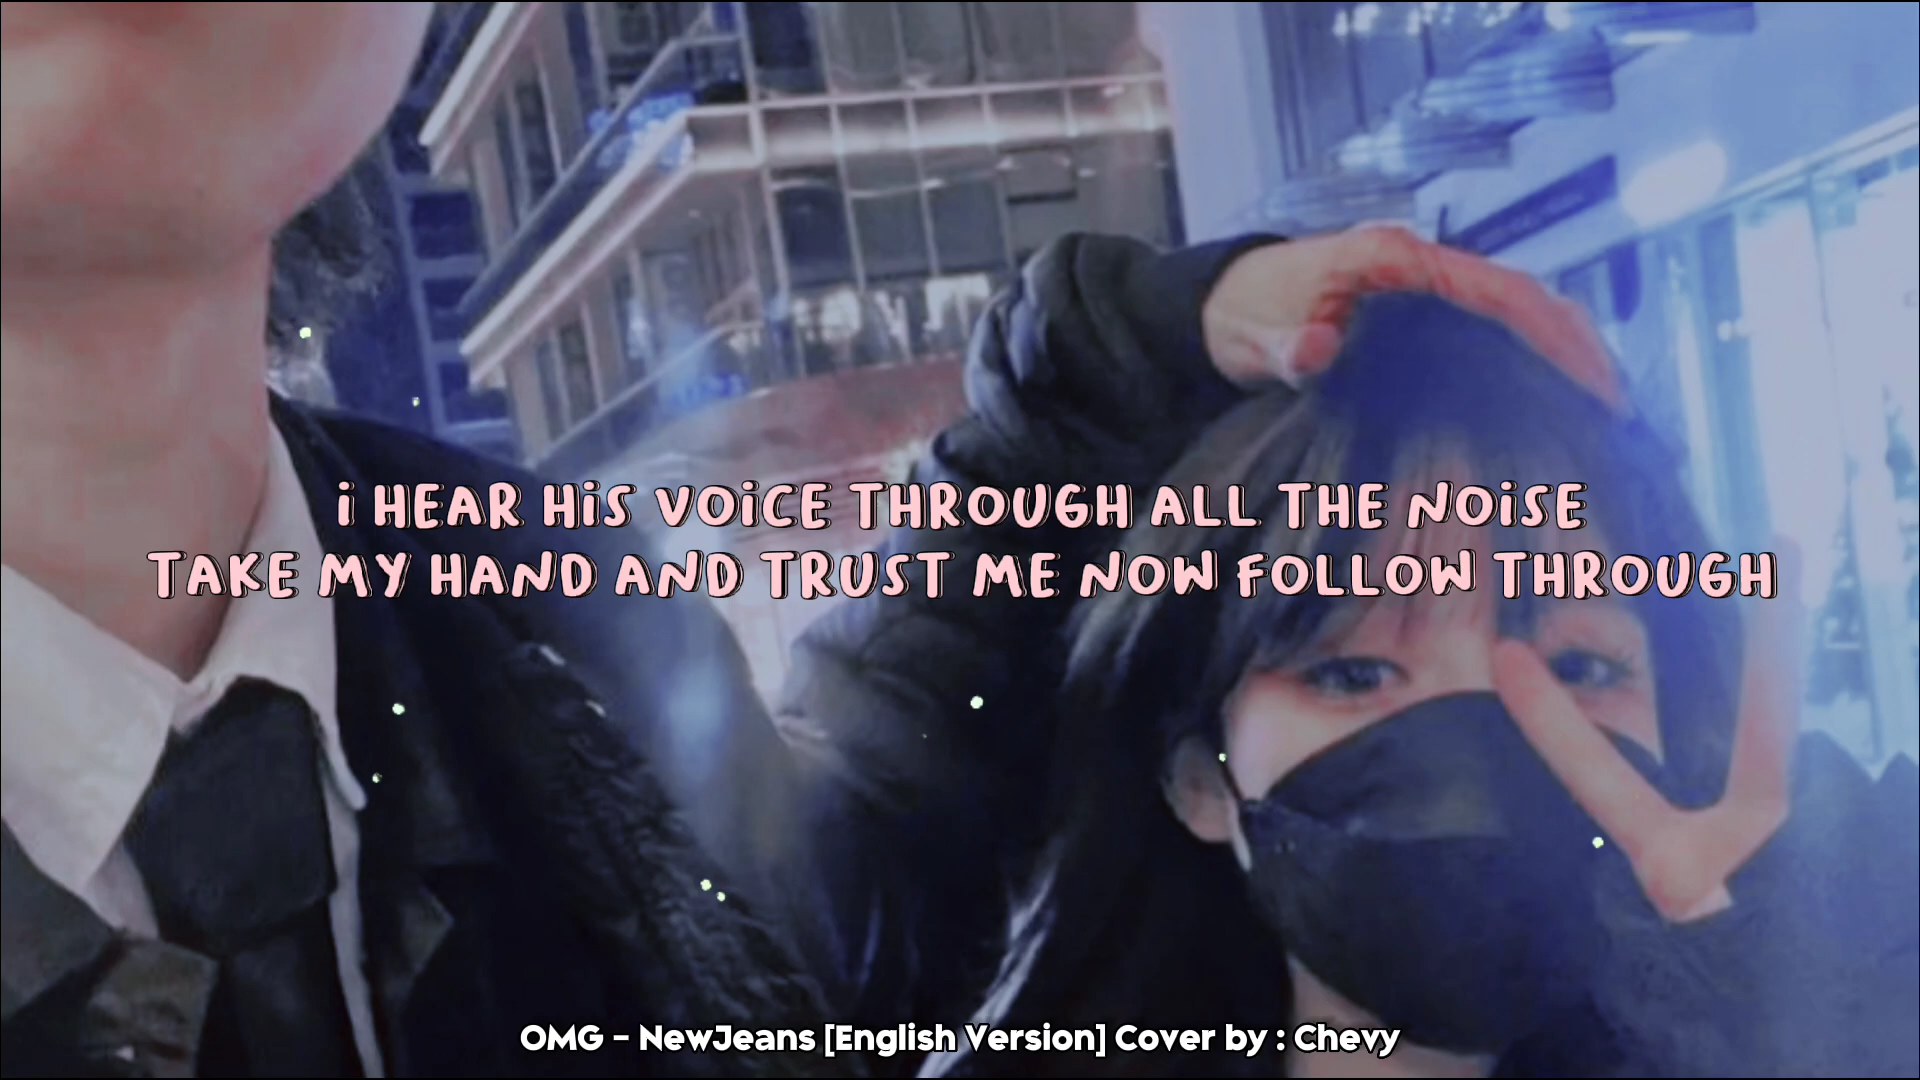 i HEAR HiS VOiCE THROUGH ALL THE NOiSE
TAKE MY HAND AND TRUST ME NOW FOLLOW THROUGH
OMG - NewJeans [English Version] Cover by : Chevy